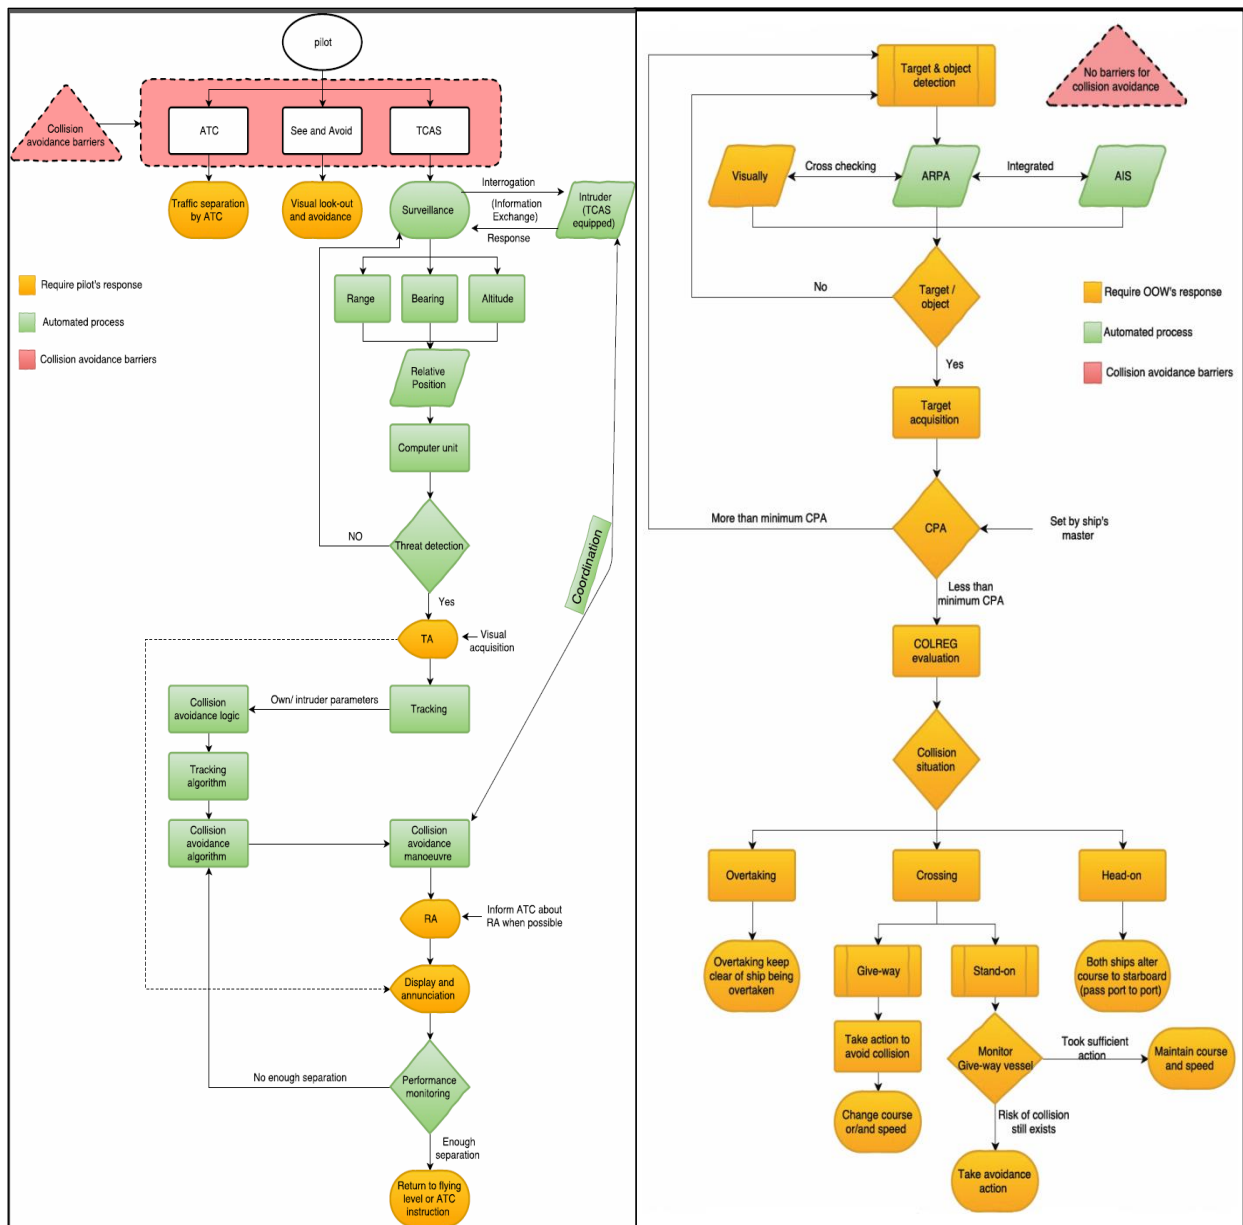 pilot
Collision
avoidance barriers
ATC
See and Avoid
TCAS
Traffic separation
by ATC
Visual look-out
and avoidance
Surveillance
Interrogation
(Information
Exchange)
Response
Intruder
(TCAS
equipped)
Require pilot's response
Automated process
Collision avoidance barriers
Range
Bearing
Altitude
Relative
Position
Computer unit
Threat detection
NO
Yes
Coordination
TA
Visual
acquisition
Tracking
Own/ intruder parameters
Collision
avoidance logic
Tracking
algorithm
Collision
avoidance
algorithm
Collision
avoidance
manoeuvre
RA
Inform ATC about
RA when possible
Display and
annunciation
Performance
monitoring
No enough separation
Enough
separation
Return to flying
level or ATC
instruction
Target & object
detection
No barriers for
collision avoidance
Visually
Cross checking
ARPA
Integrated
AIS
Target /
object
No
Yes
Require OOW's response
Automated process
Collision avoidance barriers
Target
acquisition
CPA
More than minimum CPA
Set by ship's
master
Less than
minimum CPA
COLREG
evaluation
Collision
situation
Overtaking
Crossing
Head-on
Overtaking keep
clear of ship being
overtaken
Give-way
Stand-on
Both ships alter
course to starboard
(pass port to port)
Take action to
avoid collision
Monitor
Give-way vessel
Took sufficient
action
Maintain course
and speed
Change course
or/and speed
Risk of collision
still exists
Take avoidance
action